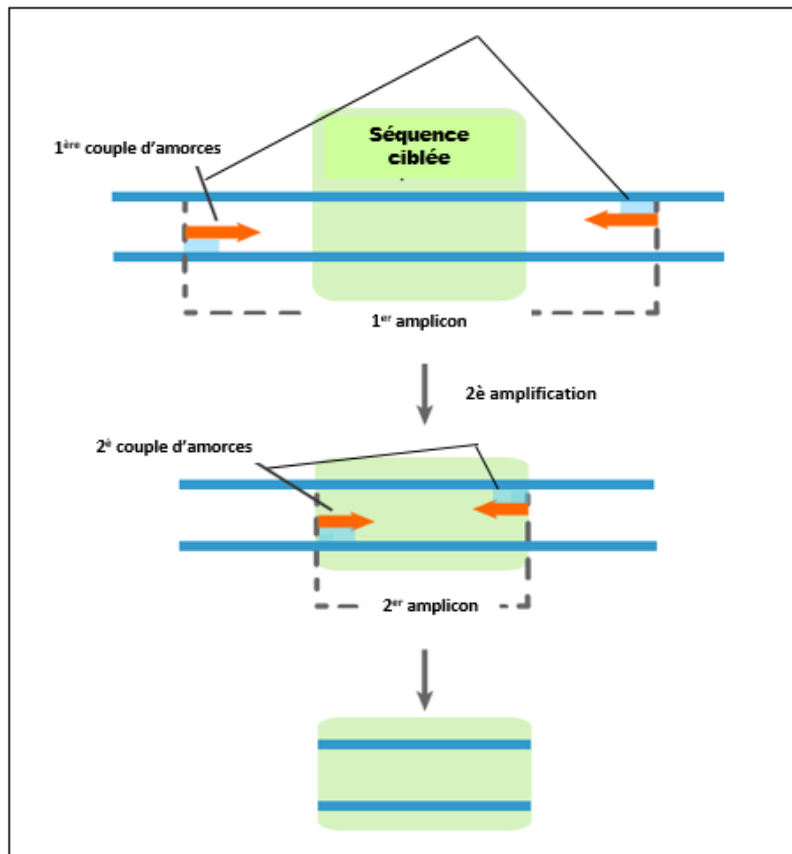 Séquence
ciblée
1ère couple d'amorces
1er amplicon
2è amplification
2è couple d'amorces
2er amplicon